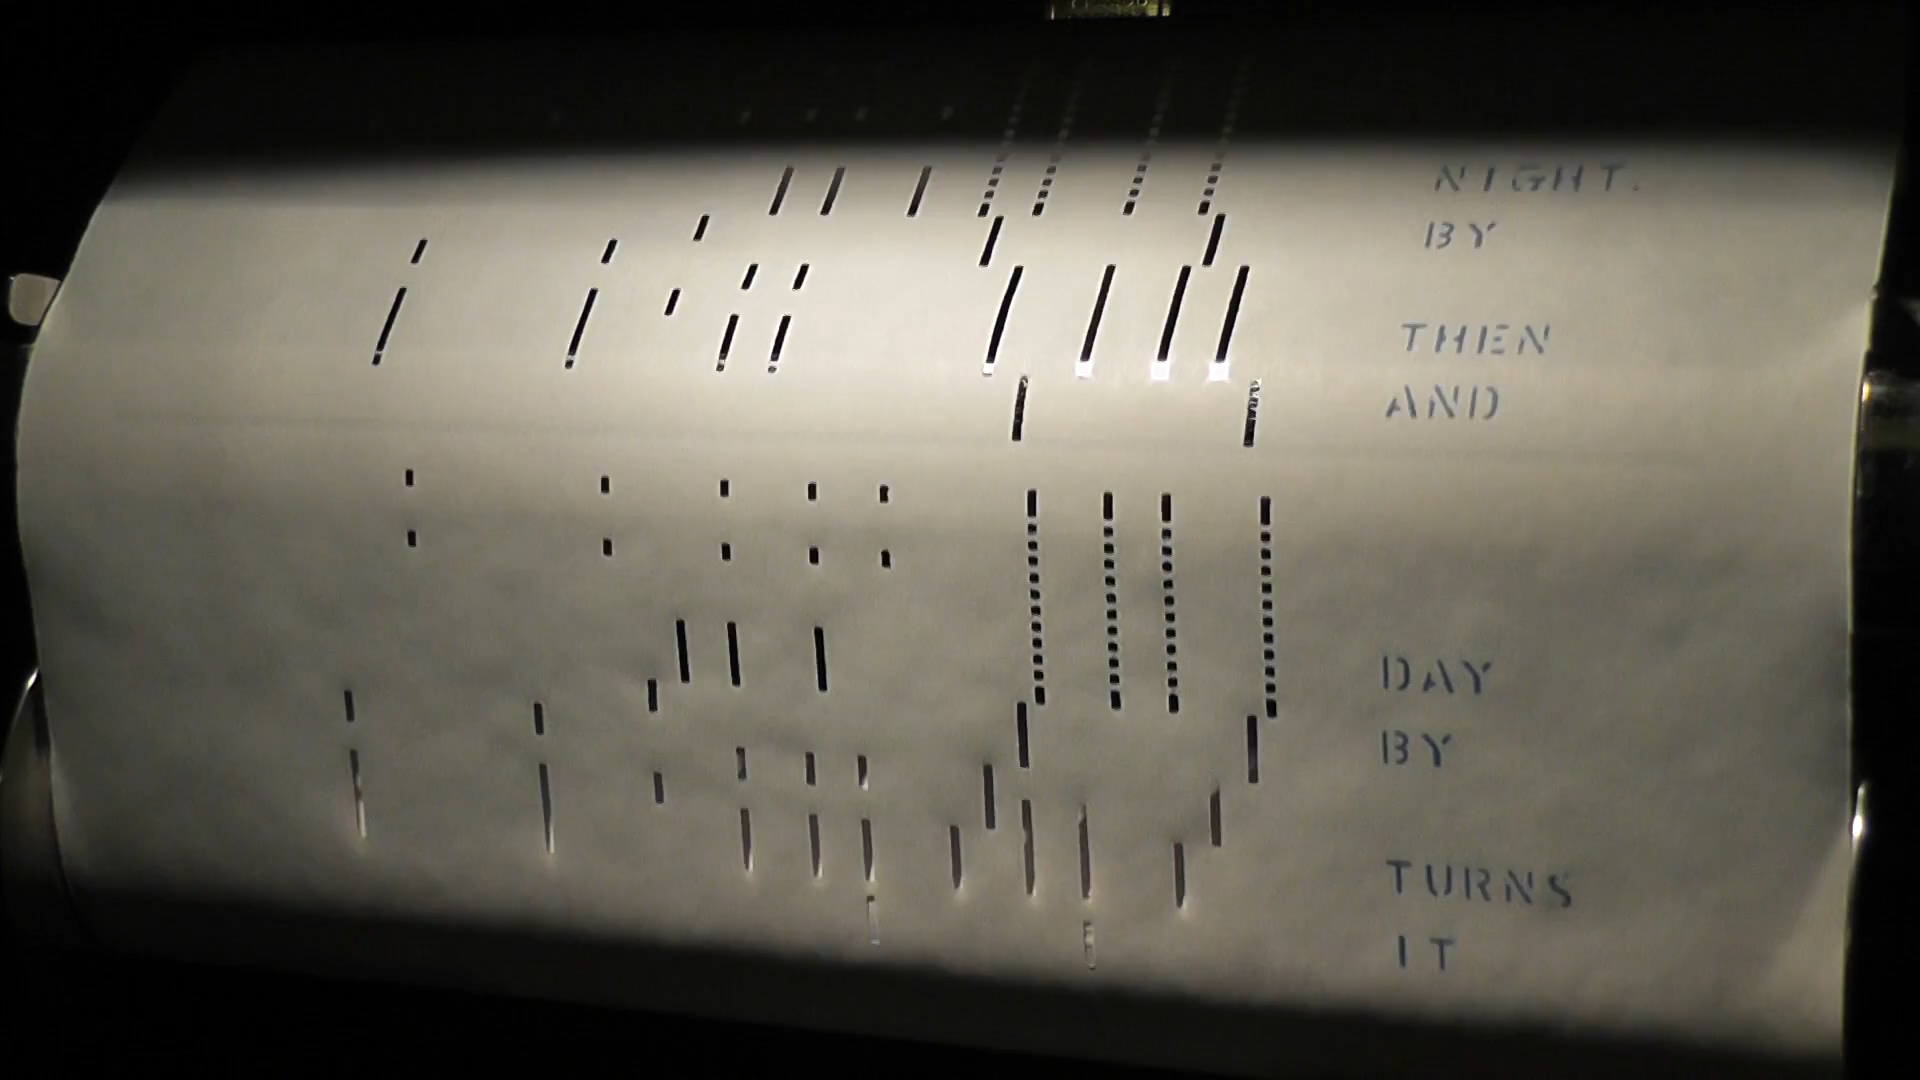 NIGHT.
BY
THEN
AND
DAY
BY
TURNS
IT